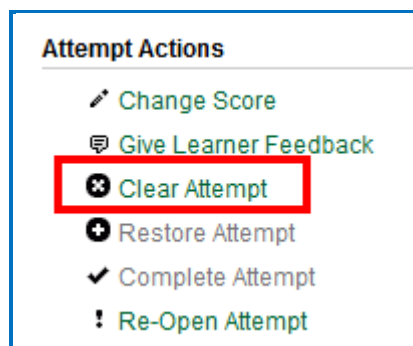 Attempt Actions
Change Score
Give Learner Feedback
Clear Attempt
Restore Attempt
Complete Attempt
Re-Open Attempt